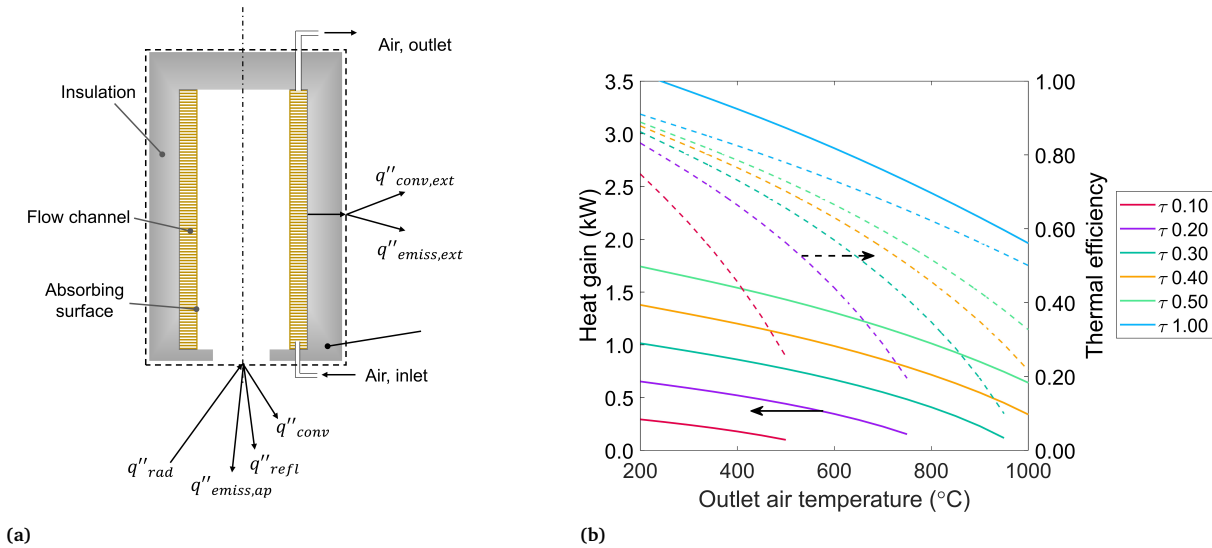 Air, outlet
Insulation
q''conv,ext
Flow channel
q''emiss,ext
Absorbing
surface
Air, inlet
q''conv
q''refl
q''rad
q''emiss,ap
(a)
3.5
3.0
2.5
2.0
1.5
1.0
0.5
0.0
Heat gain (kW)
200
400
600
800
1000
Outlet air temperature (°C)
1.00
0.80
0.60
0.40
0.20
0.00
Thermal efficiency
τ 0.10
τ 0.20
τ 0.30
τ 0.40
τ 0.50
τ 1.00
(b)